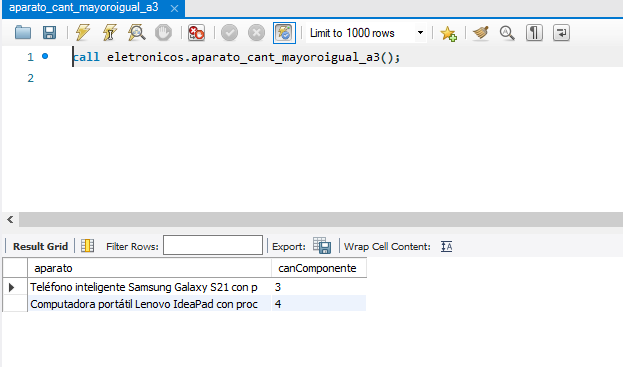 aparato_cant_mayoroigual_a3 ×
Limit to 1000 rows
1 call eletronicos.aparato_cant_mayoroigual_a3();
2
Result Grid Filter Rows: Export: Wrap Cell Content: IA
aparato canComponente
Teléfono inteligente Samsung Galaxy S21 con p 3
Computadora portátil Lenovo IdeaPad con proc 4